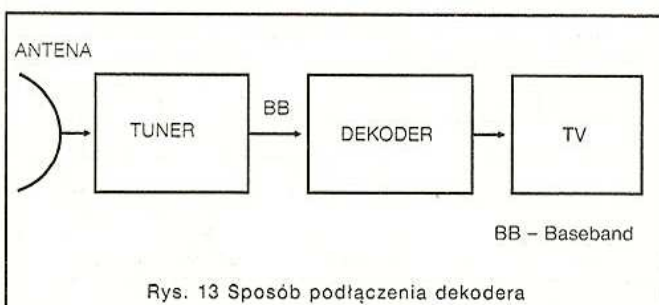 ANTENA
TUNER
BB
DEKODER
TV
BB – Baseband
Rys. 13 Sposób podłączenia dekodera